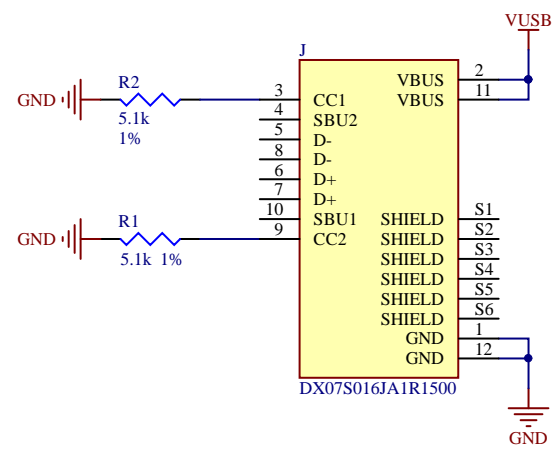 VUSB
J
R2
GND
5.1k
1%
3
CC1
4
SBU2
5
D-
8
D-
6
D+
7
D+
10
SBU1
9
CC2
R1
GND
5.1k 1%
VBUS
2
VBUS
11
SHIELD
S1
SHIELD
S2
SHIELD
S3
SHIELD
S4
SHIELD
S5
SHIELD
S6
GND
1
GND
12
DX07S016JA1R1500
GND